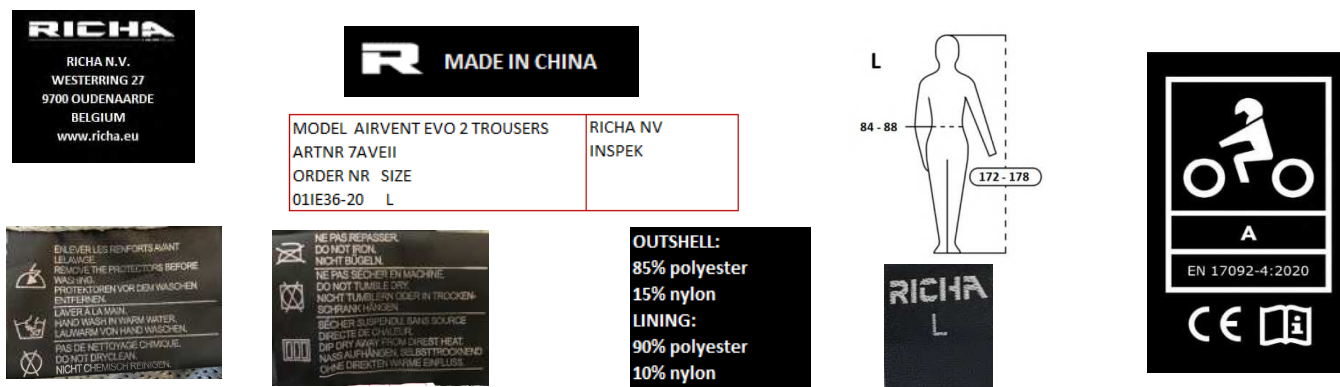 RICHA
RICHA N.V.
WESTERRING 27
9700 OUDENAARDE
BELGIUM
www.richa.eu
R MADE IN CHINA
MODEL AIRVENT EVO 2 TROUSERS
ARTNR 7AVEII
ORDER NR SIZE
01IE36-20 L
RICHA NV
INSPEK
L
84 - 88
172 - 178
A
EN 17092-4:2020
CE
i
ENLEVER LES RENFORTS AVANT
LELAVAGE.
REMOVE THE PROTECTORS BEFORE
WASHING.
PROTEKTOREN VOR DEM WASCHEN
ENTFERNEN.
LAVER A LA MAIN.
HAND WASH IN WARM WATER.
LAUWARM VON HAND WASCHEN.
PAS DE NETTOYAGE CHIMIQUE.
DO NOT DRYCLEAN.
NICHT CHEMISCH REINIGEN.
NE PAS REPASSER.
DO NOT IRON.
NICHT BÜGELN.
NE PAS SECHER EN MACHINE.
DO NOT TUMBLE DRY.
NICHT TUMBLERN ODER IN TROCKEN-
SCHRANK HÄNGEN.
SECHER SUSPENDU, SANS SOURCE
DIRECTE DE CHALEUR.
DIP DRY AWAY FROM DIREST HEAT.
NASS AUFHÄNGEN, SELBSTTROCKNEND
OHNE DIREKTEN WARME EINFLUSS.
OUTSHELL:
85% polyester
15% nylon
LINING:
90% polyester
10% nylon
RICHA
L